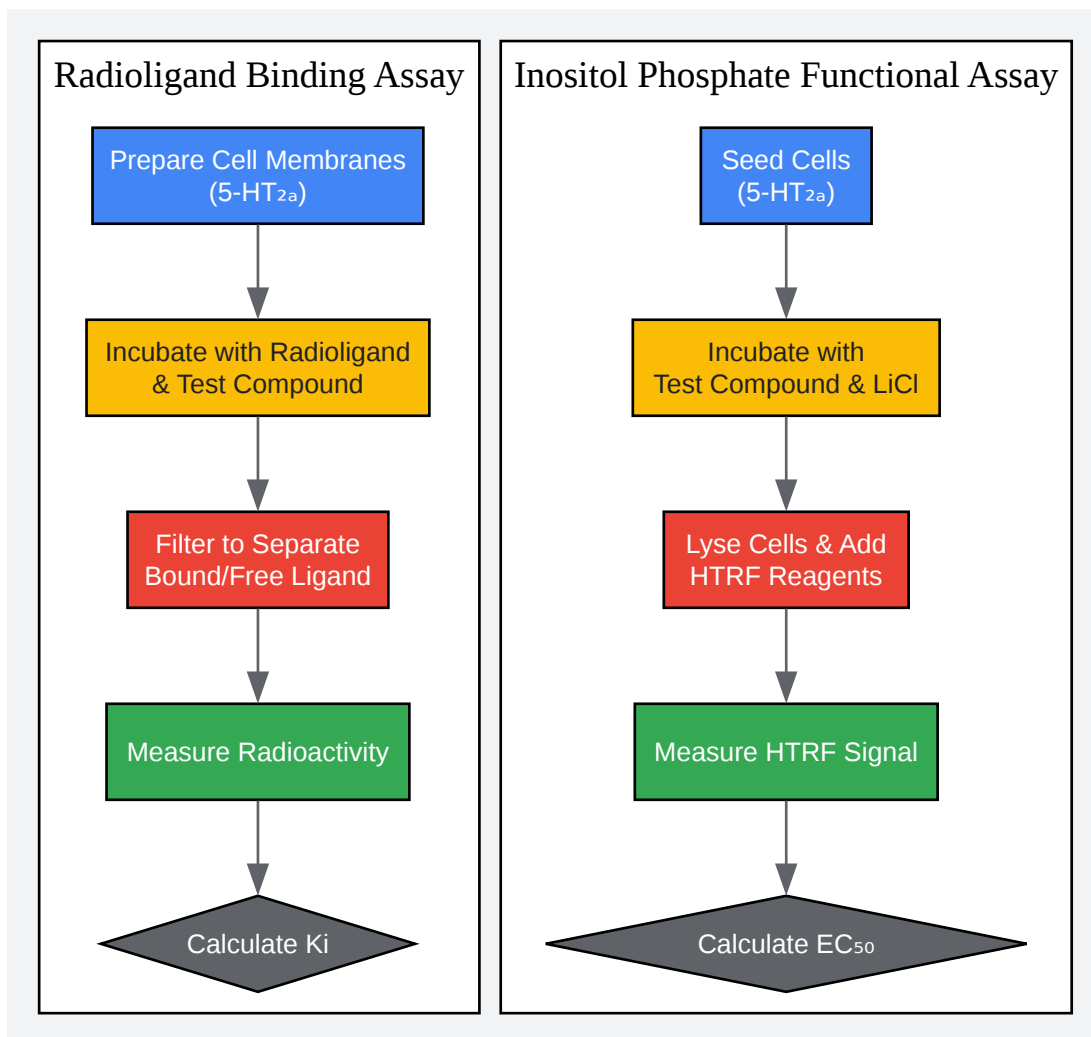 Radioligand Binding Assay
Prepare Cell Membranes
(5-HT₂ₐ)
Incubate with Radioligand
& Test Compound
Filter to Separate
Bound/Free Ligand
Measure Radioactivity
Calculate Ki
Inositol Phosphate Functional Assay
Seed Cells
(5-HT₂ₐ)
Incubate with
Test Compound & LiCl
Lyse Cells & Add
HTRF Reagents
Measure HTRF Signal
Calculate EC₅₀